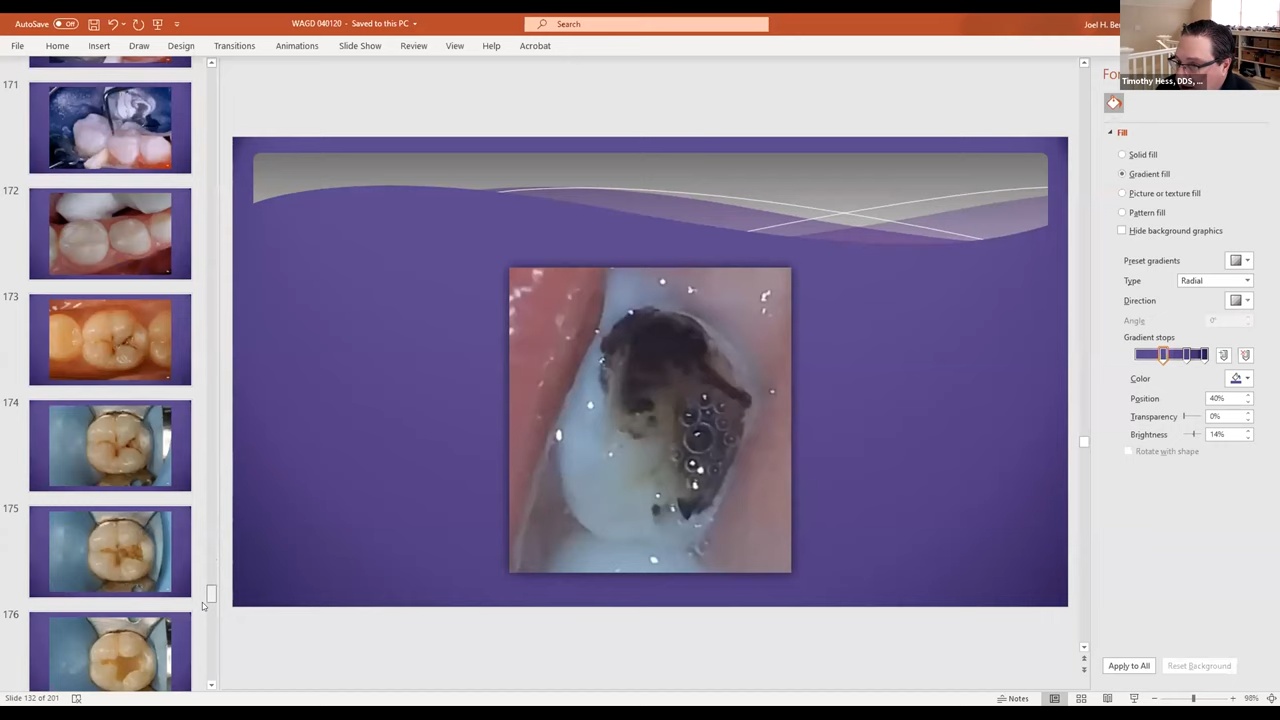 AutoSave Off
WAGD 040120 - Saved to this PC
Search
Joel H. Be
Timothy Hess, DDS, ...
File Home Insert Draw Design Transitions Animations Slide Show Review View Help Acrobat
171
172
173
174
175
176
Fo
Fill
Solid fill
Gradient fill
Picture or texture fill
Pattern fill
Hide background graphics
Preset gradients
Type Radial
Direction
Angle 0°
Gradient stops
Color
Position 40%
Transparency 0%
Brightness 14%
Rotate with shape
Apply to All Reset Background
Slide 132 of 201
Notes
98%